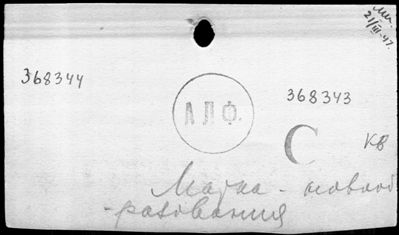 21/III-47.
368344
368343
АЛФ.
С
КВ
Марка - новооб
-разования